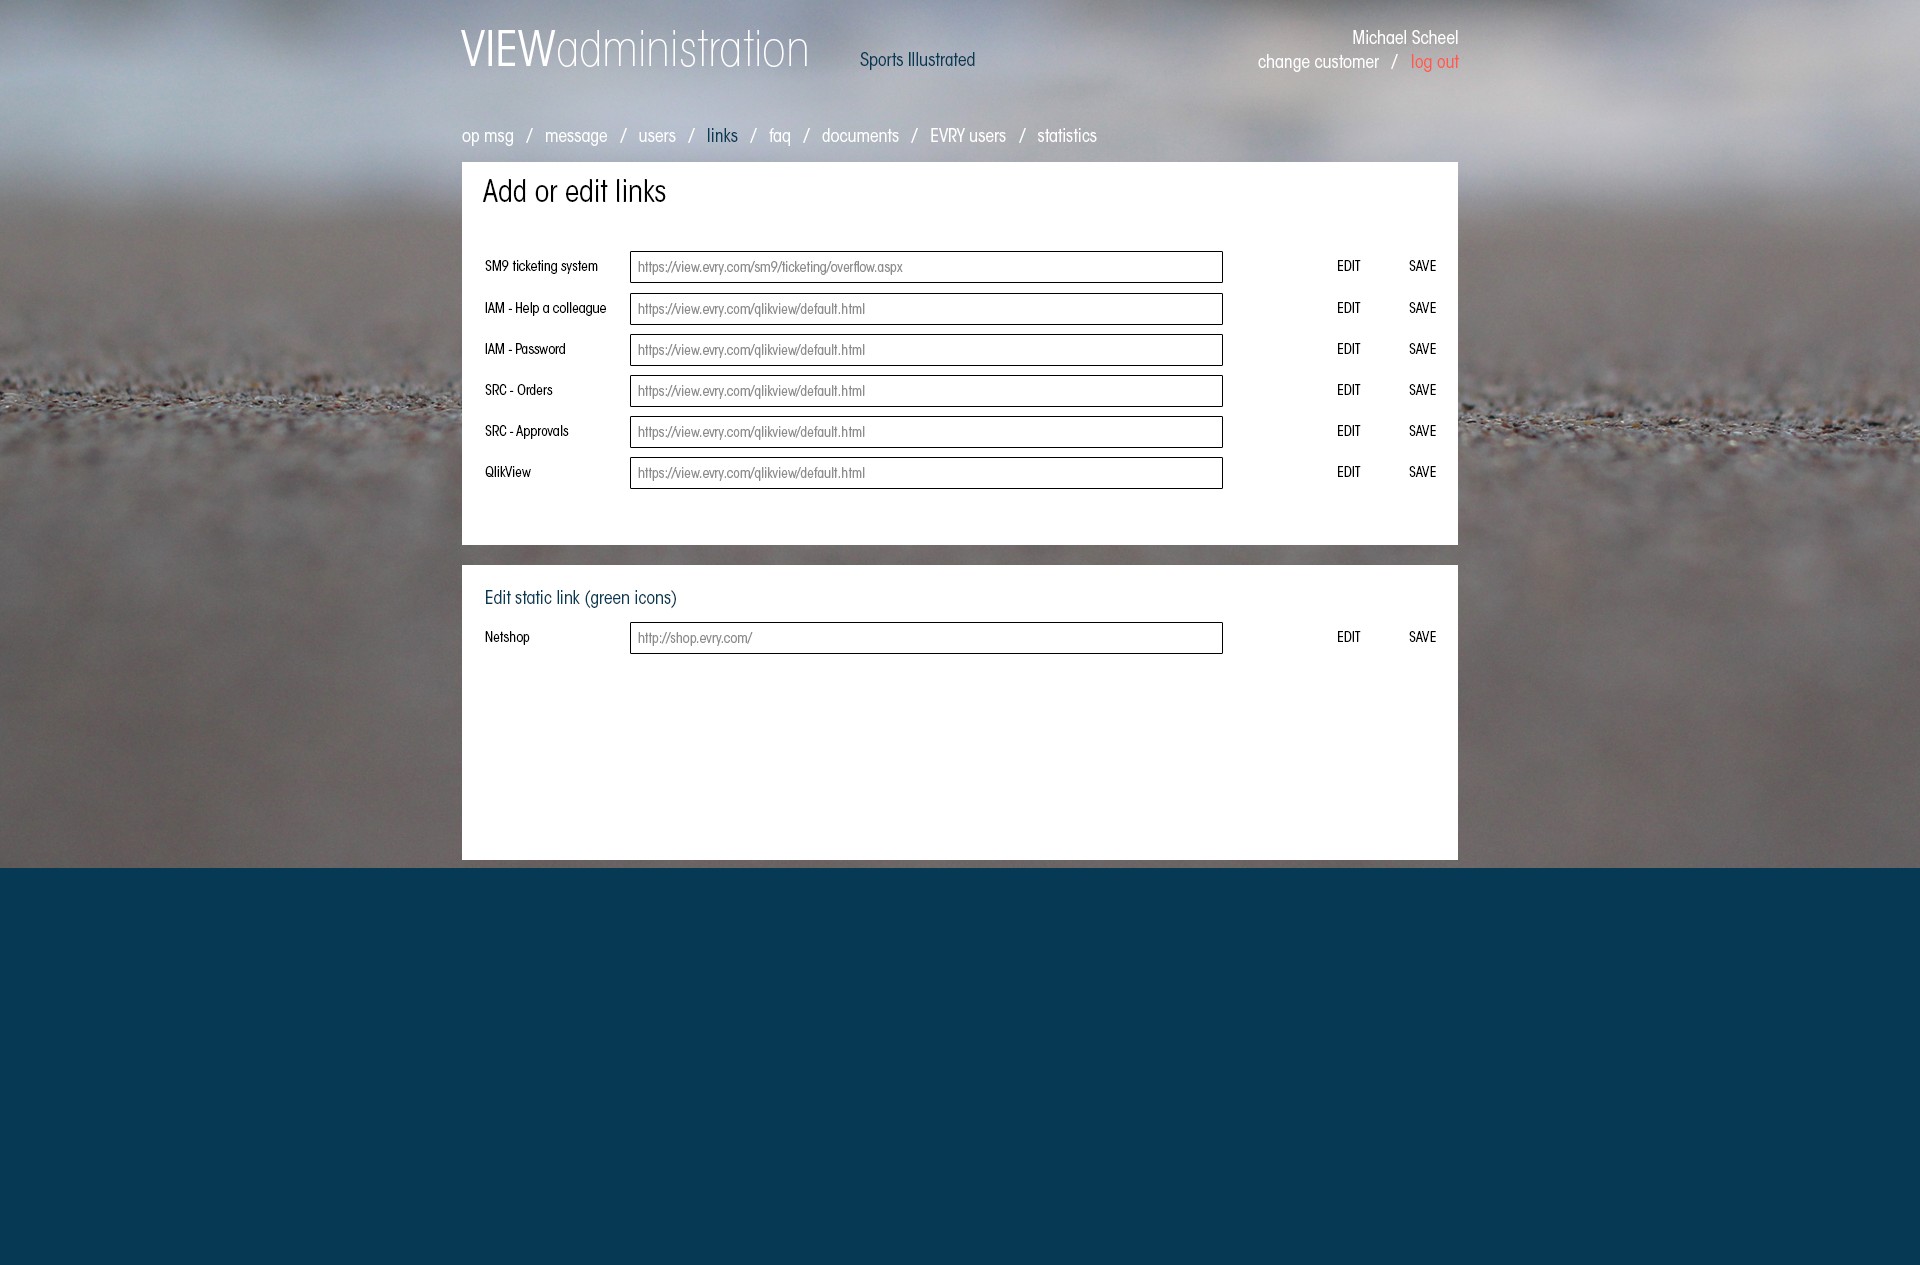 VIEWadministration
Sports Illustrated
Michael Scheel
change customer / log out
op msg / message / users / links / faq / documents / EVRY users / statistics
Add or edit links
SM9 ticketing system https://view.evry.com/sm9/ticketing/overflow.aspx EDIT SAVE
IAM - Help a colleague https://view.evry.com/qlikview/default.html EDIT SAVE
IAM - Password https://view.evry.com/qlikview/default.html EDIT SAVE
SRC - Orders https://view.evry.com/qlikview/default.html EDIT SAVE
SRC - Approvals https://view.evry.com/qlikview/default.html EDIT SAVE
QlikView https://view.evry.com/qlikview/default.html EDIT SAVE
Edit static link (green icons)
Netshop http://shop.evry.com/ EDIT SAVE